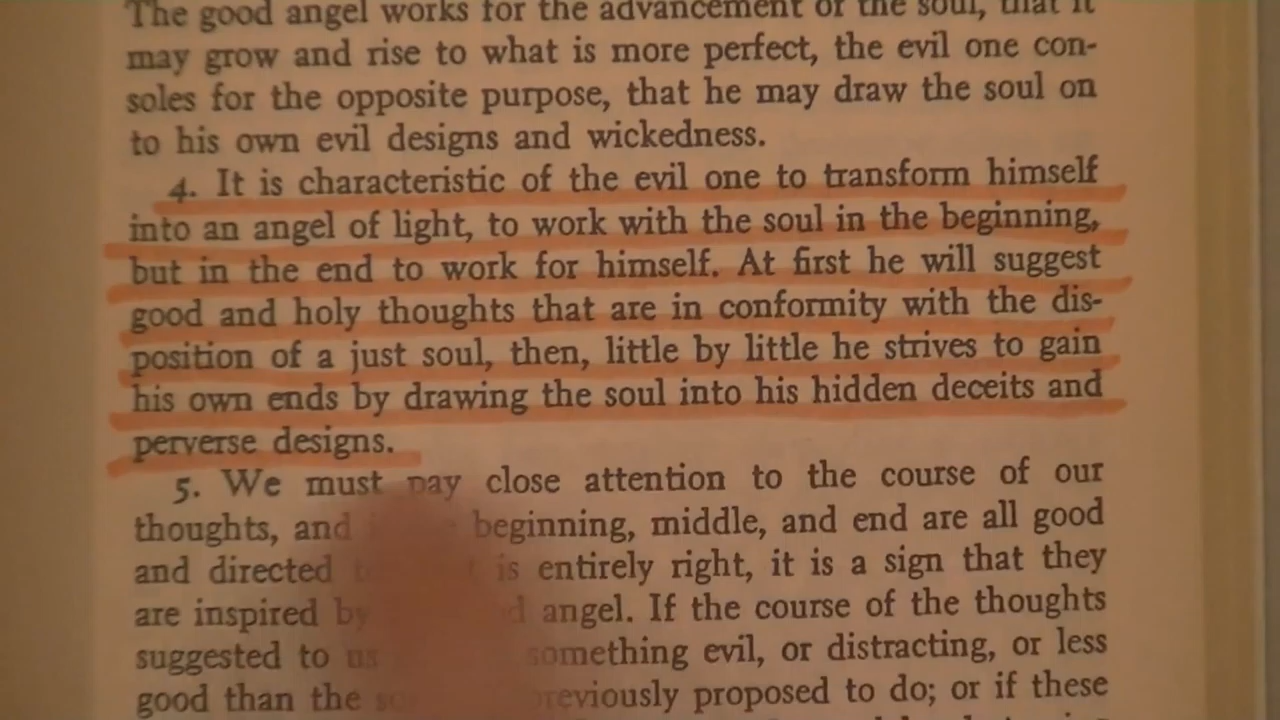 The good angel works for the advancement of the soul, that it
may grow and rise to what is more perfect, the evil one con-
soles for the opposite purpose, that he may draw the soul on
to his own evil designs and wickedness.
4. It is characteristic of the evil one to transform himself
into an angel of light, to work with the soul in the beginning,
but in the end to work for himself. At first he will suggest
good and holy thoughts that are in conformity with the dis-
position of a just soul, then, little by little he strives to gain
his own ends by drawing the soul into his hidden deceits and
perverse designs.
5. We must pay close attention to the course of our
thoughts, and beginning, middle, and end are all good
and directed is entirely right, it is a sign that they
are inspired by angel. If the course of the thoughts
suggested to us something evil, or distracting, or less
good than the previously proposed to do; or if these